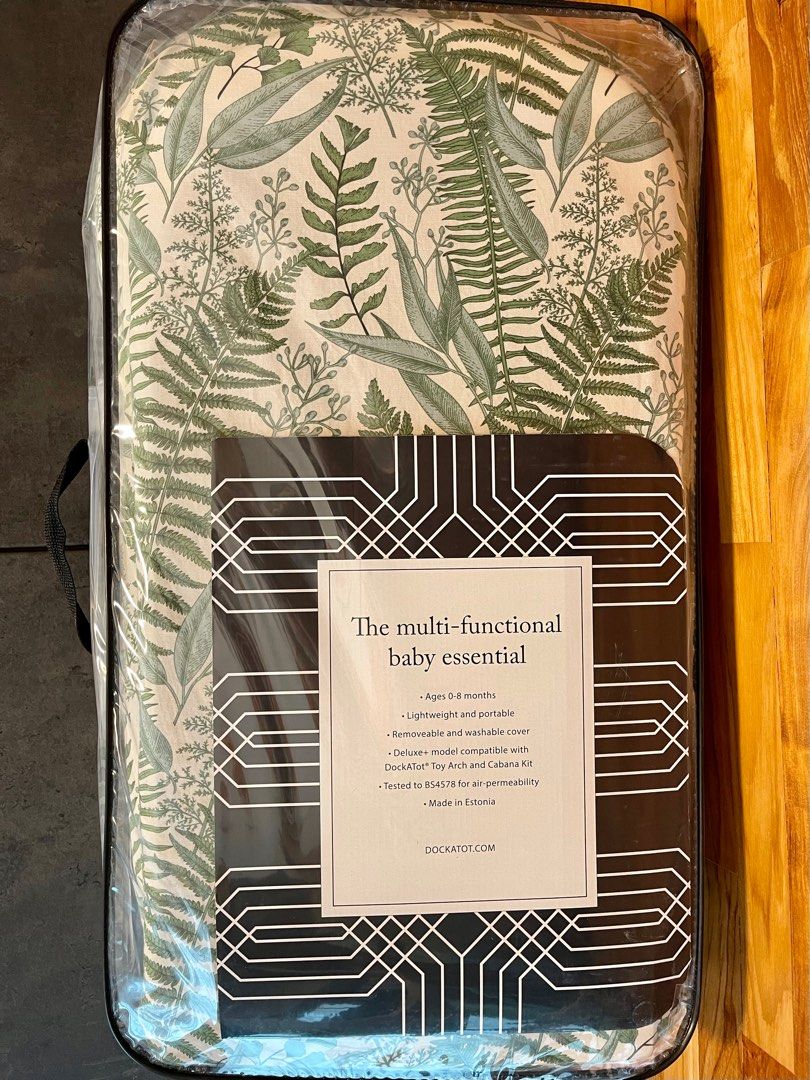 The multi-functional
baby essential
• Ages 0-8 months
• Lightweight and portable
• Removeable and washable cover
• Deluxe+ model compatible with
DockATot® Toy Arch and Cabana Kit
• Tested to BS4578 for air-permeability
• Made in Estonia
DOCKATOT.COM